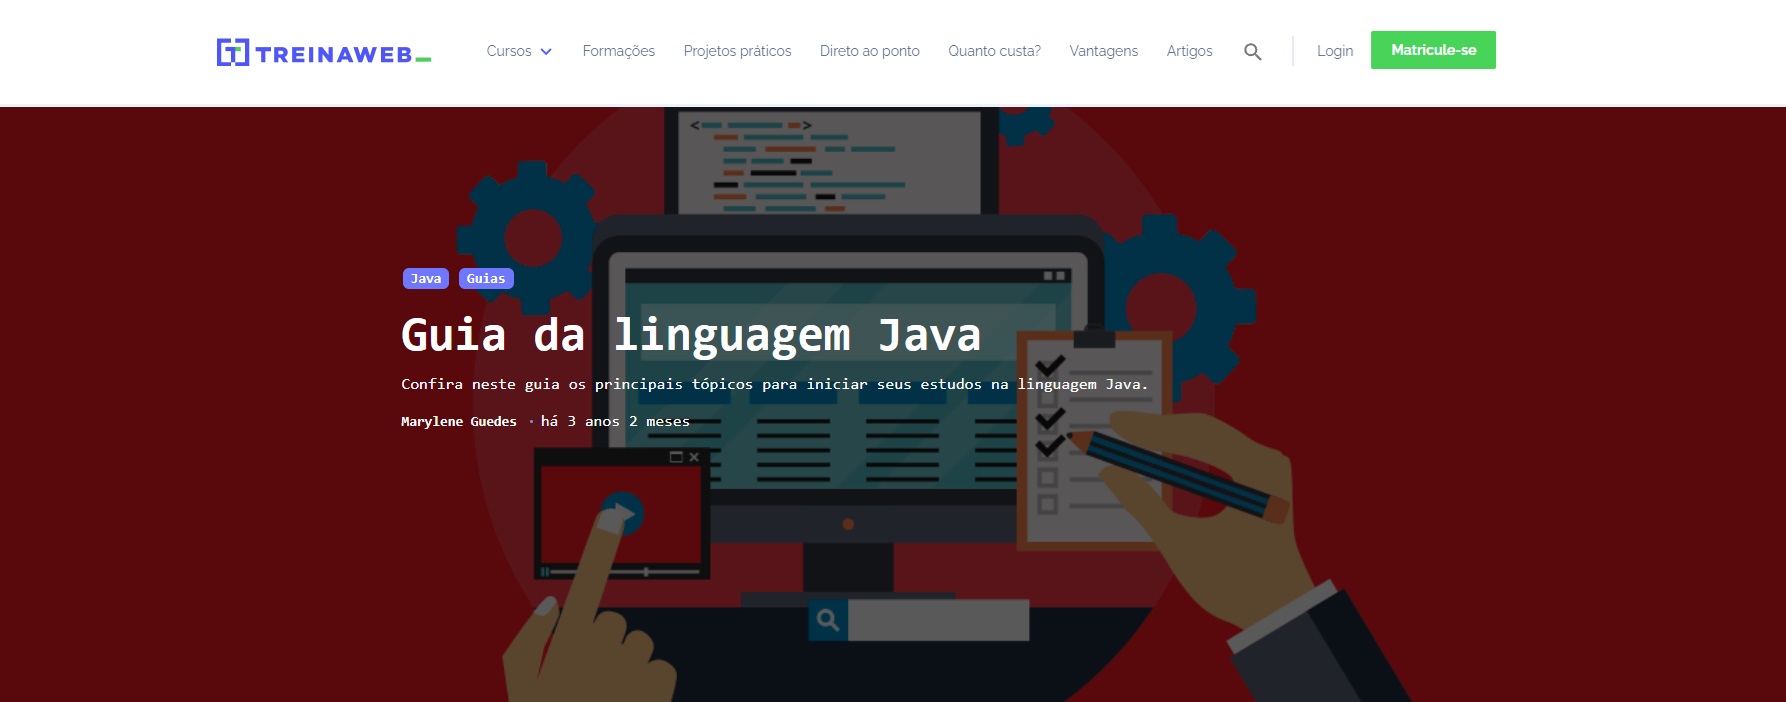 TREINAWEB_
Cursos Formações Projetos práticos Direto ao ponto Quanto custa? Vantagens Artigos Login Matricule-se
Java Guias
Guia da linguagem Java
Confira neste guia os principais tópicos para iniciar seus estudos na linguagem Java.
Marylene Guedes · há 3 anos 2 meses